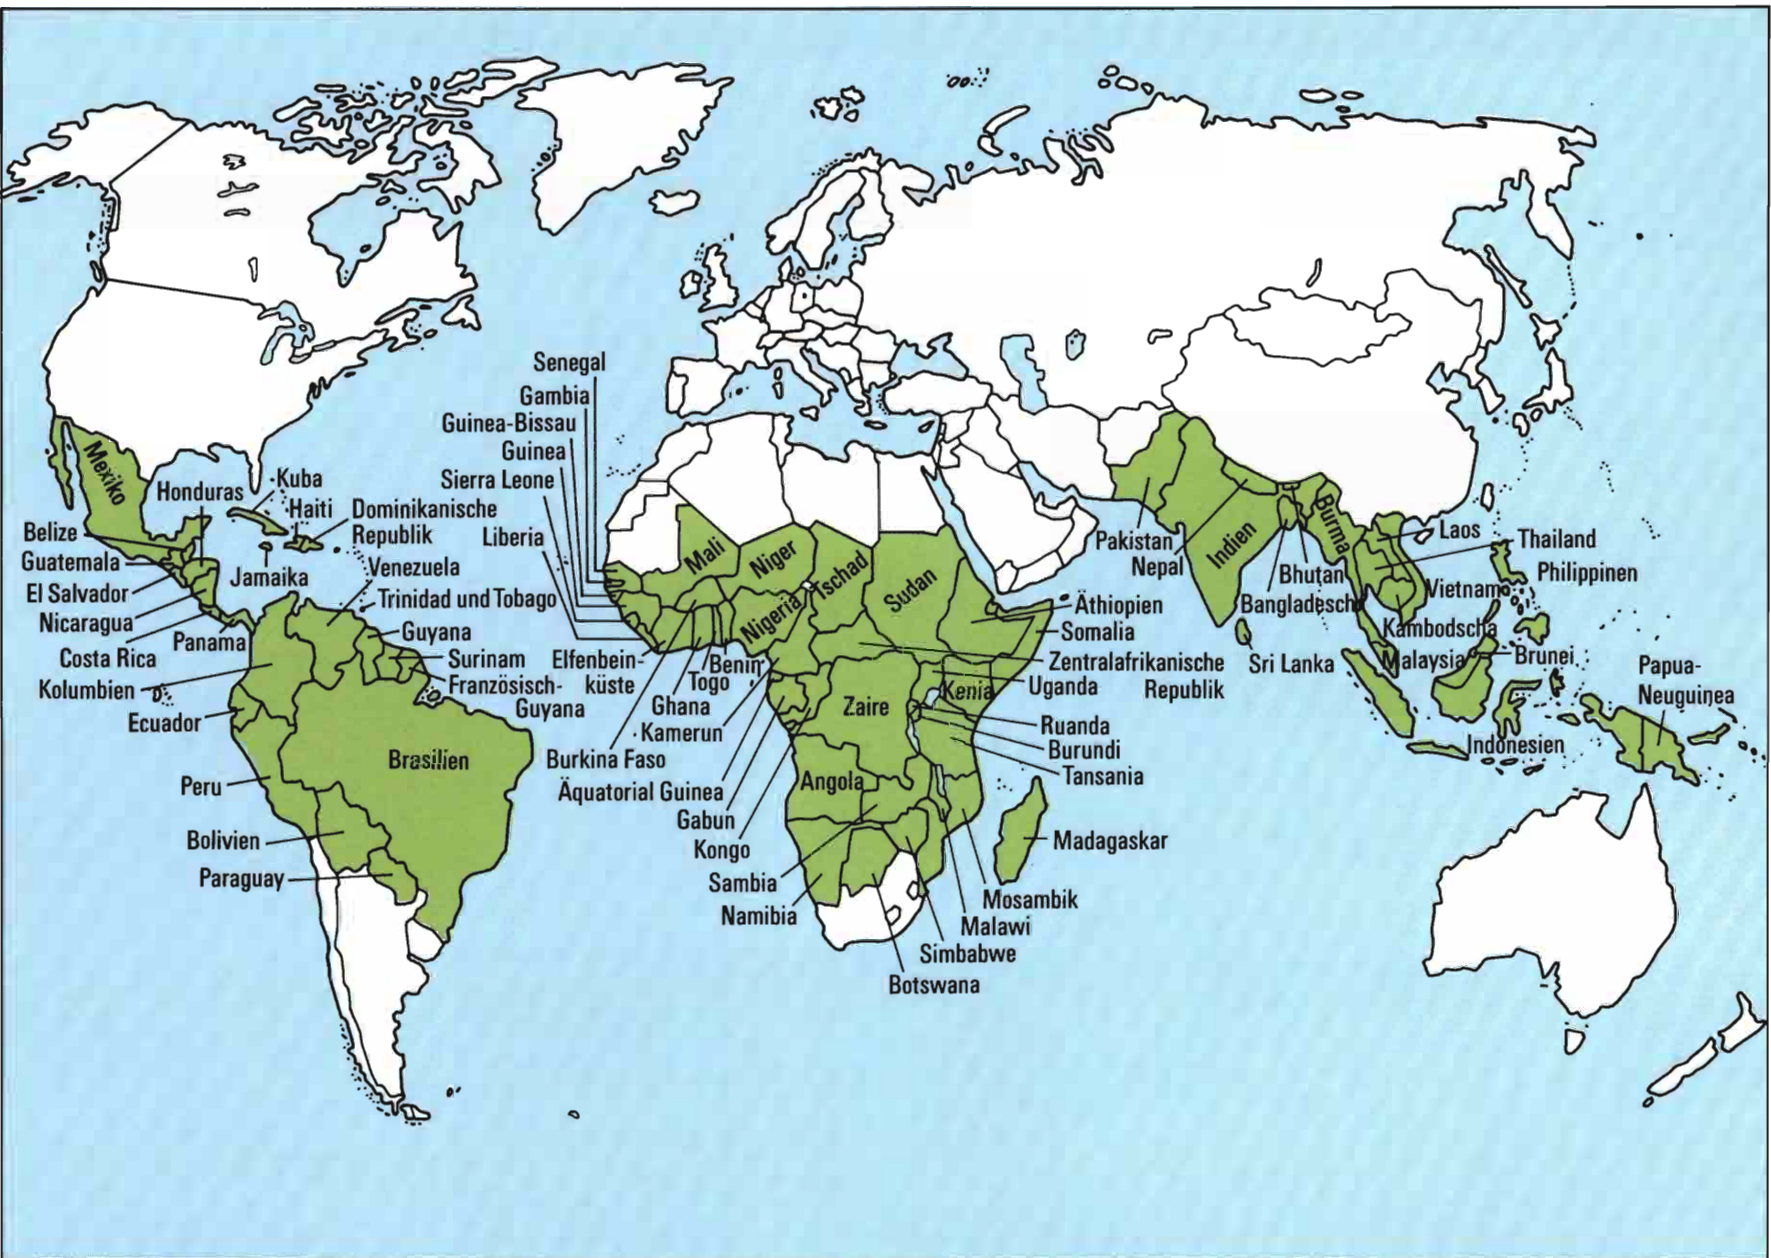 Mexiko
Honduras
Kuba
Haiti
Dominikanische
Republik
Belize
Guatemala
El Salvador
Nicaragua
Costa Rica
Panama
Jamaika
Venezuela
Trinidad und Tobago
Guyana
Surinam
Französisch-
Guyana
Kolumbien
Ecuador
Peru
Brasilien
Bolivien
Paraguay
Senegal
Gambia
Guinea-Bissau
Guinea
Sierra Leone
Liberia
Elfenbein-
küste
Ghana
Togo
Benin
Kamerun
Burkina Faso
Äquatorial Guinea
Gabun
Kongo
Sambia
Namibia
Mali
Niger
Tschad
Sudan
Nigeria
Zaire
Kenia
Angola
Äthiopien
Somalia
Zentralafrikanische
Republik
Uganda
Ruanda
Burundi
Tansania
Madagaskar
Mosambik
Malawi
Simbabwe
Botswana
Pakistan
Nepal
Indien
Bhutan
Bangladesch
Burma
Sri Lanka
Laos
Thailand
Philippinen
Vietnam
Kambodscha
Malaysia
Brunei
Indonesien
Papua-
Neuguinea